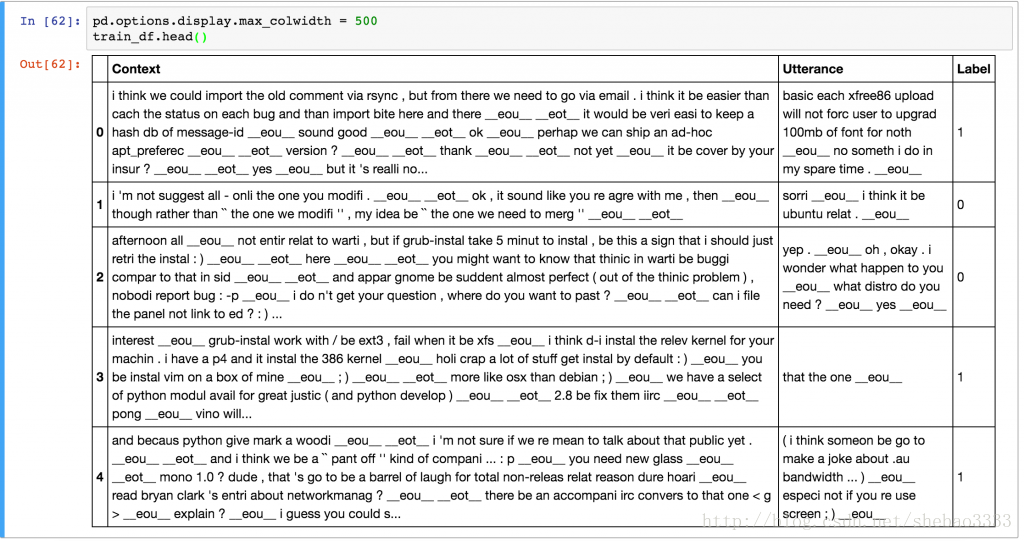 In [62]: pd.options.display.max_colwidth = 500
train_df.head()
Out[62]:
Context Utterance Label
0
i think we could import the old comment via rsync , but from there we need to go via email . i think it be easier than
cach the status on each bug and than import bite here and there __eou__ __eot__ it would be veri easi to keep a
hash db of message-id __eou__ sound good __eou__ __eot__ ok __eou__ perhap we can ship an ad-hoc
apt_preferec __eou__ __eot__ version ? __eou__ __eot__ thank __eou__ __eot__ not yet __eou__ it be cover by your
insur ? __eou__ __eot__ yes __eou__ but it 's realli no...
basic each xfree86 upload
will not forc user to upgrad
100mb of font for noth
__eou__ no someth i do in
my spare time . __eou__
1
1
i 'm not suggest all - onli the one you modifi . __eou__ __eot__ ok , it sound like you re agre with me , then __eou__
though rather than `` the one we modifi '' , my idea be `` the one we need to merg '' __eou__ __eot__
sorri __eou__ i think it be
ubuntu relat . __eou__
0
2
afternoon all __eou__ not entir relat to warti , but if grub-instal take 5 minut to instal , be this a sign that i should just
retri the instal : ) __eou__ __eot__ here __eou__ __eot__ you might want to know that thinic in warti be buggi
compar to that in sid __eou__ __eot__ and appar gnome be suddent almost perfect ( out of the thinic problem ) ,
nobodi report bug : -p __eou__ i do n't get your question , where do you want to past ? __eou__ __eot__ can i file
the panel not link to ed ? : ) ...
yep . __eou__ oh , okay . i
wonder what happen to you
__eou__ what distro do you
need ? __eou__ yes __eou__
0
3
interest __eou__ grub-instal work with / be ext3 , fail when it be xfs __eou__ i think d-i instal the relev kernel for your
machin . i have a p4 and it instal the 386 kernel __eou__ holi crap a lot of stuff get instal by default : ) __eou__ you
be instal vim on a box of mine __eou__ ; ) __eou__ __eot__ more like osx than debian ; ) __eou__ we have a select
of python modul avail for great justic ( and python develop ) __eou__ __eot__ 2.8 be fix them iirc __eou__ __eot__
pong __eou__ vino will...
that the one __eou__
1
4
and becaus python give mark a woodi __eou__ __eot__ i 'm not sure if we re mean to talk about that public yet .
__eou__ __eot__ and i think we be a `` pant off '' kind of compani ... : p __eou__ you need new glass __eou__
__eot__ mono 1.0 ? dude , that 's go to be a barrel of laugh for total non-releas relat reason dure hoari __eou__
read bryan clark 's entri about networkmanag ? __eou__ __eot__ there be an accompani irc convers to that one < g
> __eou__ explain ? __eou__ i guess you could s...
( i think someon be go to
make a joke about .au
bandwidth ... ) __eou__
especi not if you re use
screen ; ) __eou__
1
http://blog.csdn.net/shebao3333